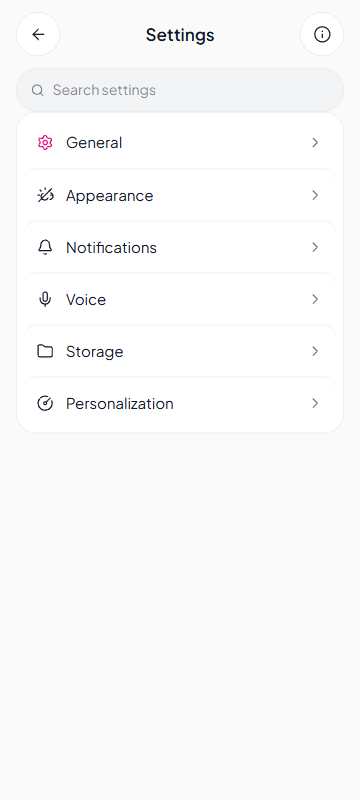 Settings
Search settings
General
Appearance
Notifications
Voice
Storage
Personalization